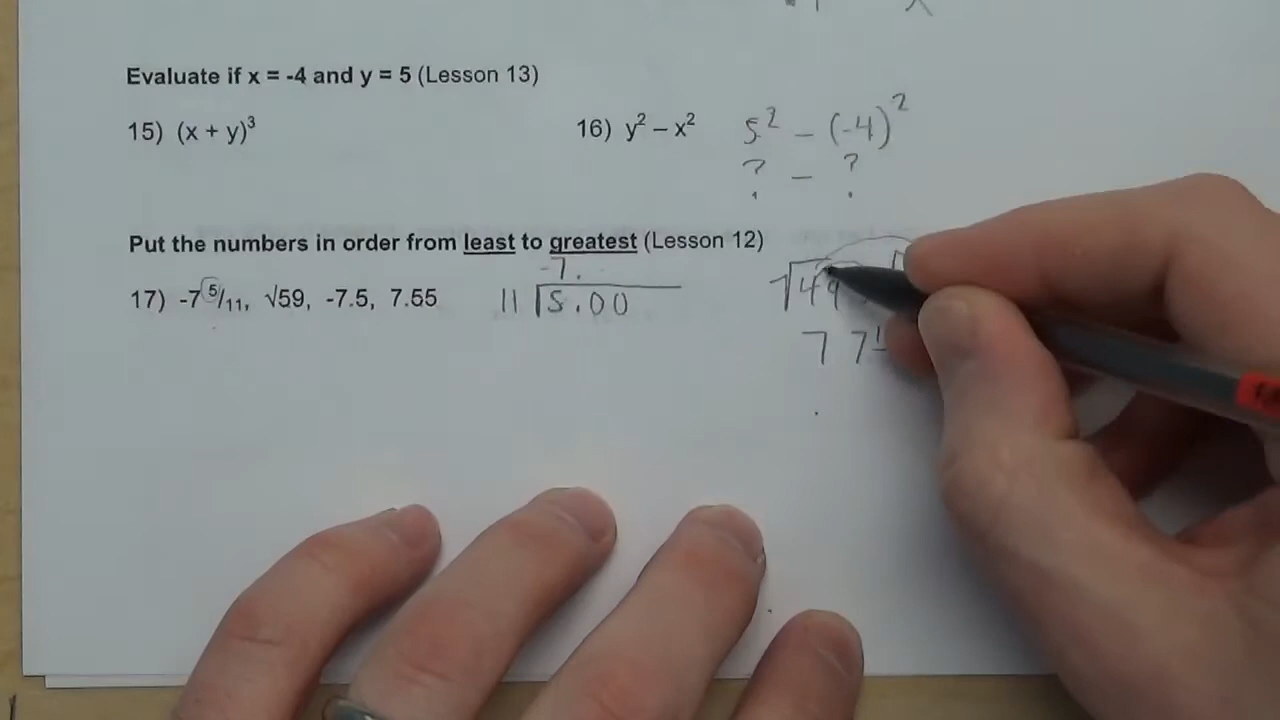 Evaluate if x = -4 and y = 5 (Lesson 13)
15) (x + y)³
16) y² – x² 5² – (-4)²
? – ?
Put the numbers in order from least to greatest (Lesson 12)
-7.
17) -7 5/11, √59, -7.5, 7.55 11 5.00 √49
7 7